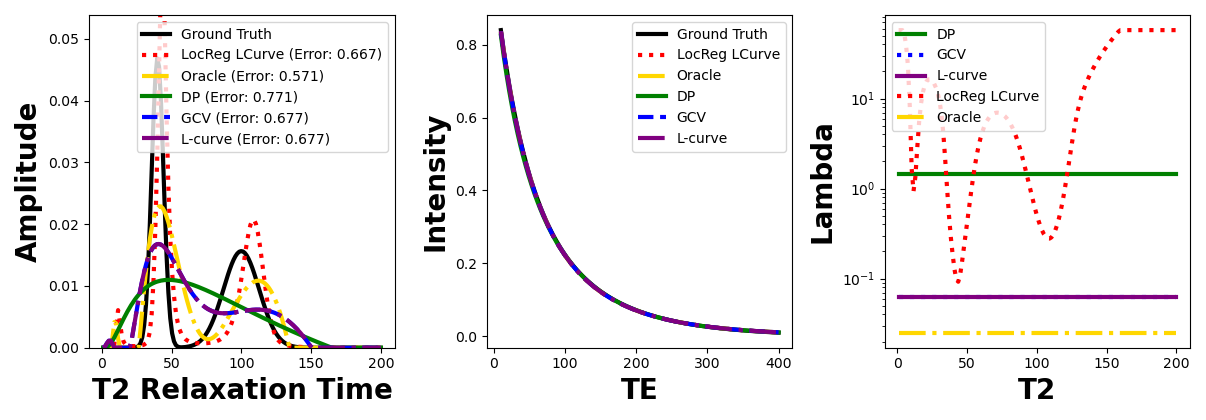 Amplitude
0.05
0.04
0.03
0.02
0.01
0.00
0
50
100
150
200
T2 Relaxation Time
Ground Truth
LocReg LCurve (Error: 0.667)
Oracle (Error: 0.571)
DP (Error: 0.771)
GCV (Error: 0.677)
L-curve (Error: 0.677)
Intensity
0.8
0.6
0.4
0.2
0.0
0
100
200
300
400
TE
Ground Truth
LocReg LCurve
Oracle
DP
GCV
L-curve
Lambda
10¹
10⁰
10⁻¹
0
50
100
150
200
T2
DP
GCV
L-curve
LocReg LCurve
Oracle